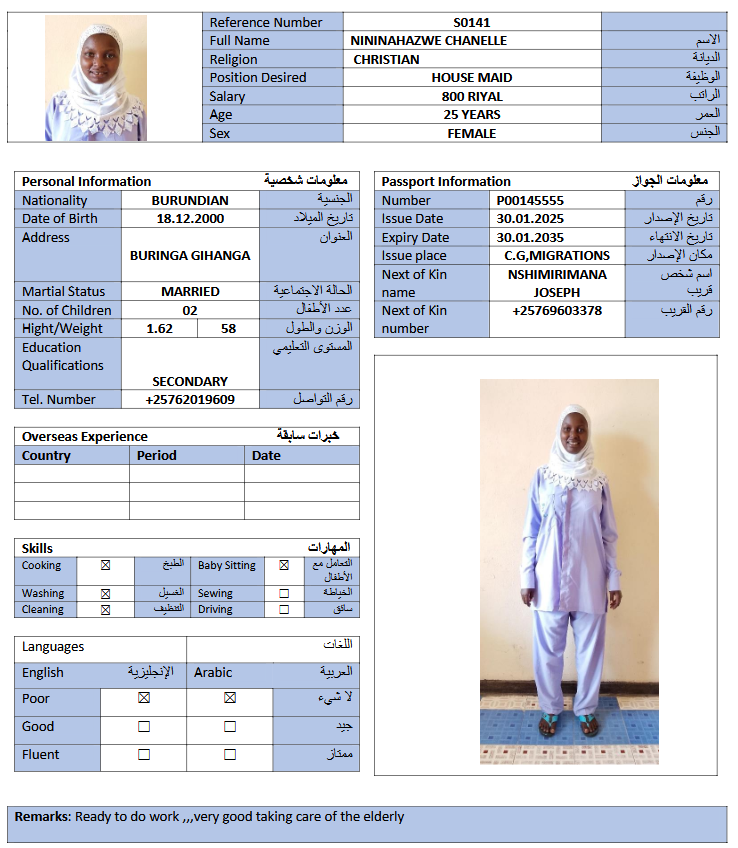 Reference Number S0141
Full Name NININAHAZWE CHANELLE الاسم
Religion CHRISTIAN الديانة
Position Desired HOUSE MAID الوظيفة
Salary 800 RIYAL الراتب
Age 25 YEARS العمر
Sex FEMALE الجنس
Personal Information معلومات شخصية
Nationality BURUNDIAN الجنسية
Date of Birth 18.12.2000 تاريخ الميلاد
Address العنوان
BURINGA GIHANGA
Martial Status MARRIED الحالة الاجتماعية
No. of Children 02 عدد الأطفال
Hight/Weight 1.62 58 الوزن والطول
Education المستوى التعليمي
Qualifications
SECONDARY
Tel. Number +25762019609 رقم التواصل
Passport Information معلومات الجواز
Number P00145555 رقم
Issue Date 30.01.2025 تاريخ الإصدار
Expiry Date 30.01.2035 تاريخ الانتهاء
Issue place C.G,MIGRATIONS مكان الإصدار
Next of Kin NSHIMIRIMANA اسم شخص
name JOSEPH قريب
Next of Kin +25769603378 رقم القريب
number
Overseas Experience خبرات سابقة
Country Period Date
Skills المهارات
Cooking ☒ الطبخ Baby Sitting ☒ التعامل مع
الأطفال
Washing ☒ الغسيل Sewing ☐ الخياطة
Cleaning ☒ التنظيف Driving ☐ سائق
Languages اللغات
English الإنجليزية Arabic العربية
Poor ☒ ☒ لا شيء
Good ☐ ☐ جيد
Fluent ☐ ☐ ممتاز
Remarks: Ready to do work ,,,very good taking care of the elderly